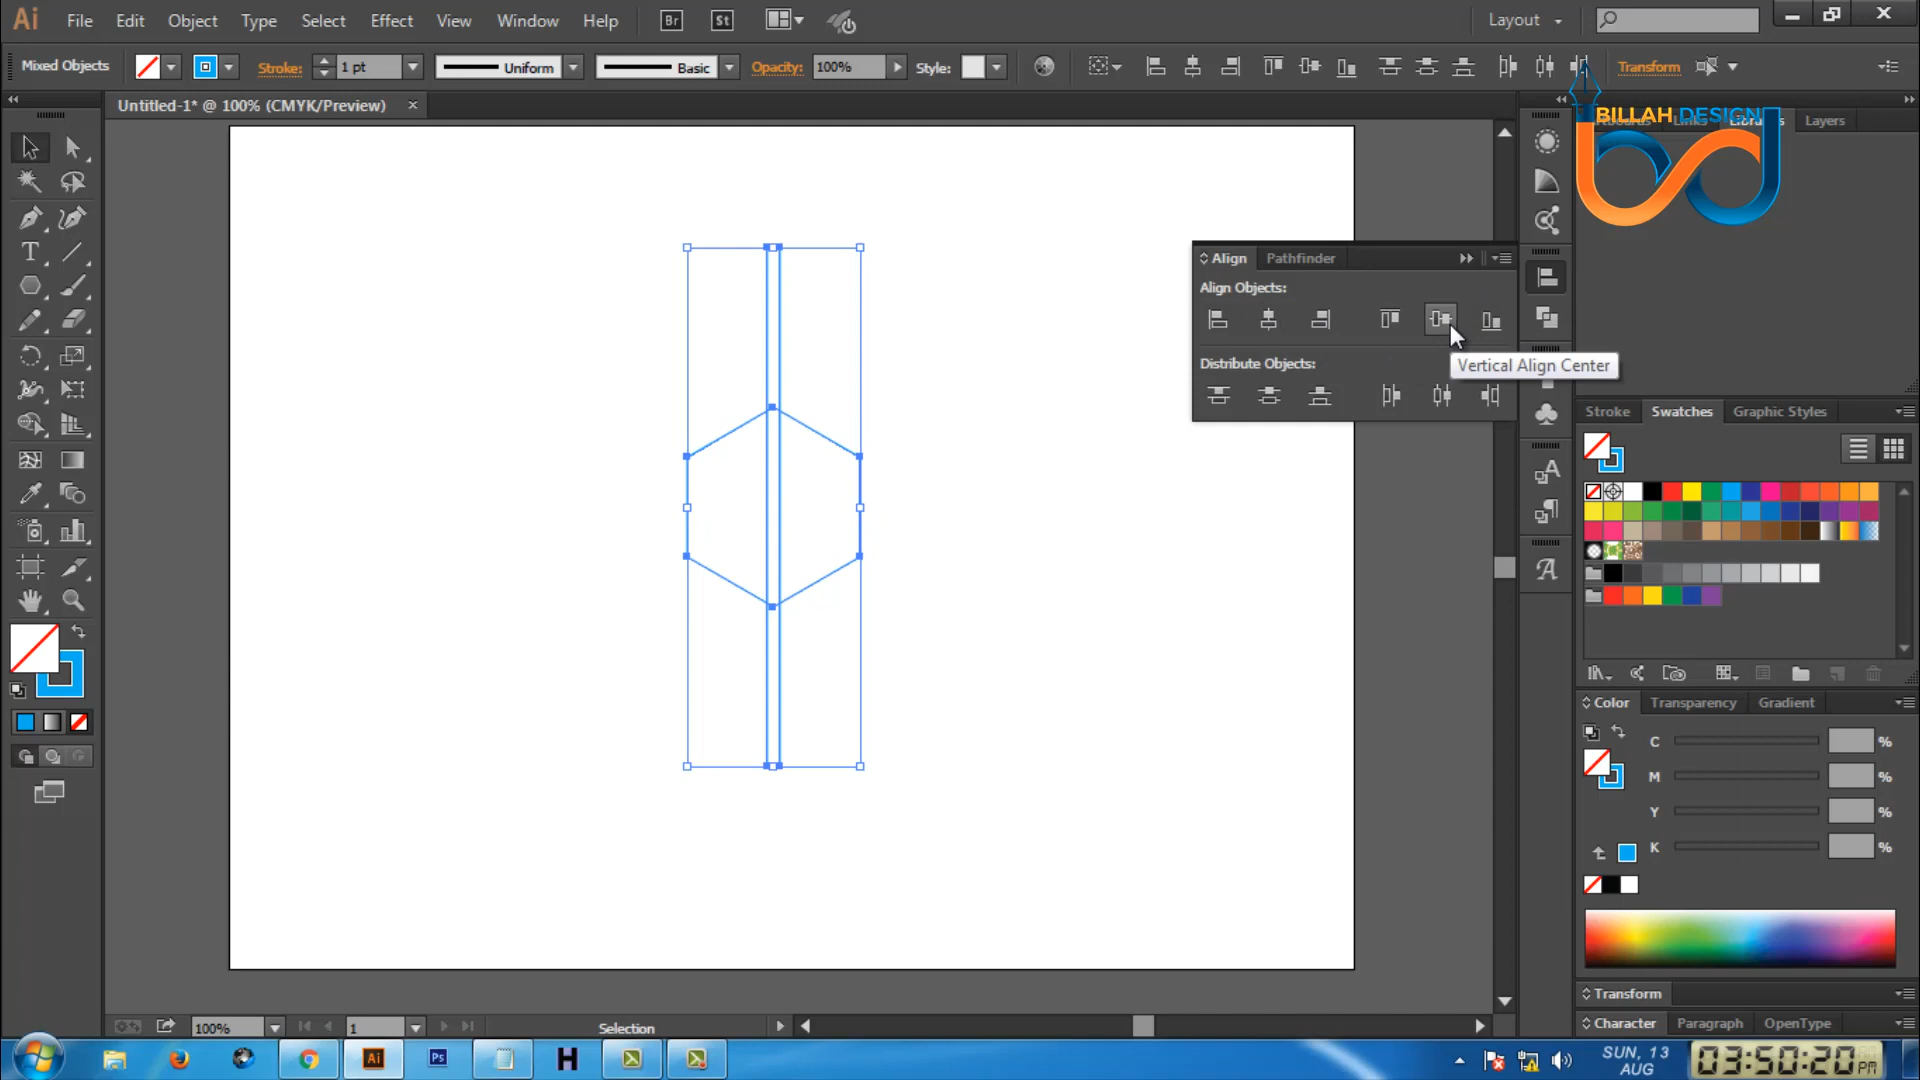 Ai File Edit Object Type Select Effect View Window Help Br St Layout
Mixed Objects Stroke: 1 pt Uniform Basic Opacity: 100% Style: Transform
Untitled-1* @ 100% (CMYK/Preview)
BILLAH DESIGN
Layers
Align Pathfinder
Align Objects:
Distribute Objects:
Vertical Align Center
Stroke Swatches Graphic Styles
Color Transparency Gradient
C %
M %
Y %
K %
Transform
Character Paragraph OpenType
100% 1 Selection
Ai Ps H
SUN, 13
AUG
03:50:20 PM